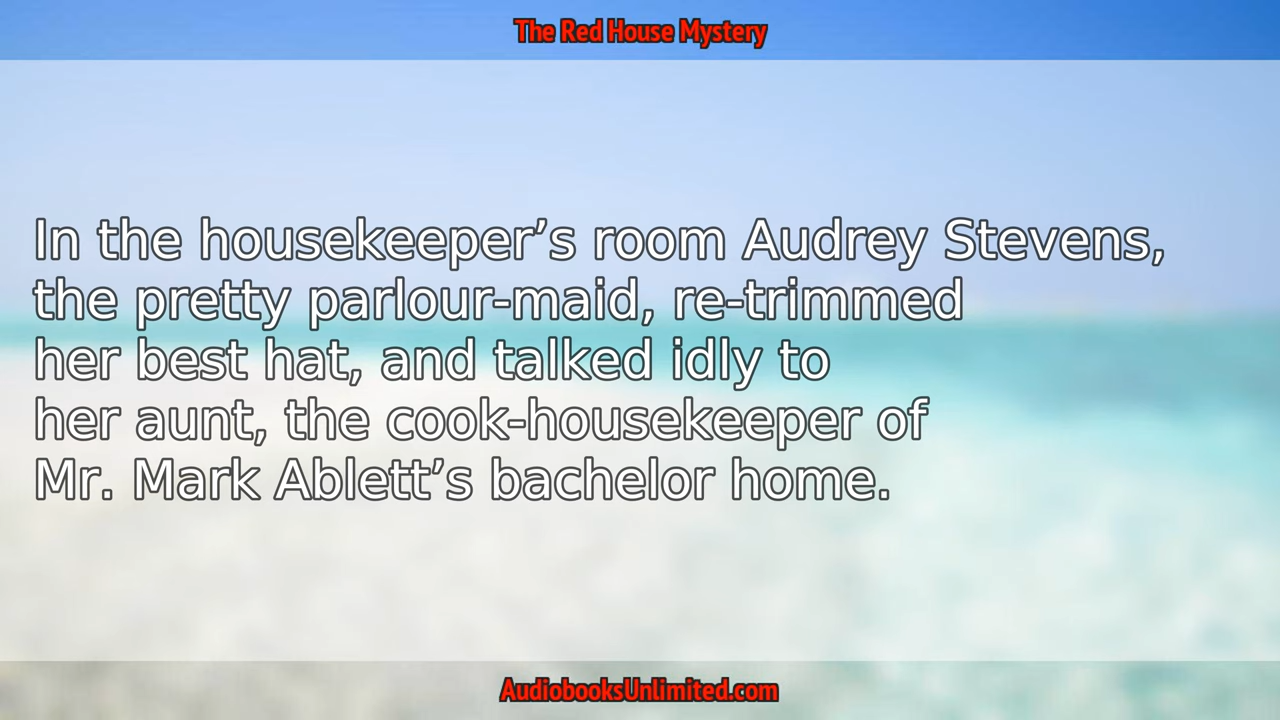 The Red House Mystery
In the housekeeper’s room Audrey Stevens,
the pretty parlour-maid, re-trimmed
her best hat, and talked idly to
her aunt, the cook-housekeeper of
Mr. Mark Ablett’s bachelor home.
AudiobooksUnlimited.com